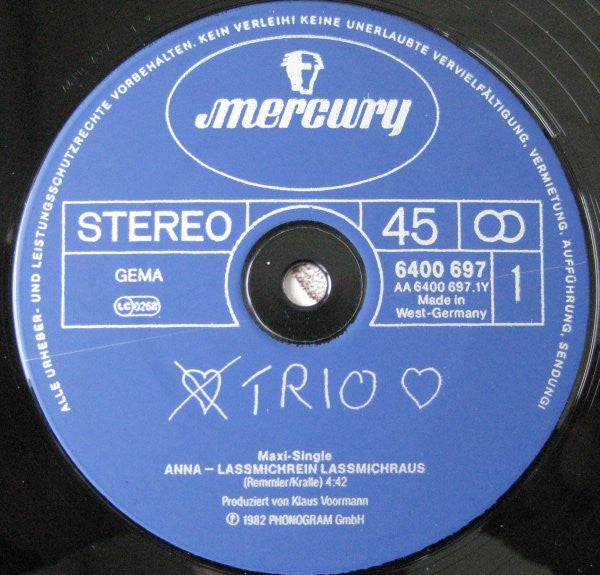 ALLE URHEBER- UND LEISTUNGSSCHUTZRECHTE VORBEHALTEN. KEIN VERLEIH! KEINE UNERLAUBTE VERVIELFÄLTIGUNG, VERMIETUNG, AUFFÜHRUNG, SENDUNG!
mercury
STEREO
45
GEMA
LC 0268
6400 697
AA 6400 697.1Y
Made in
West-Germany
1
TRIO
Maxi-Single
ANNA – LASSMICHREIN LASSMICHRAUS
(Remmler/Kralle) 4:42
Produziert von Klaus Voormann
℗ 1982 PHONOGRAM GmbH